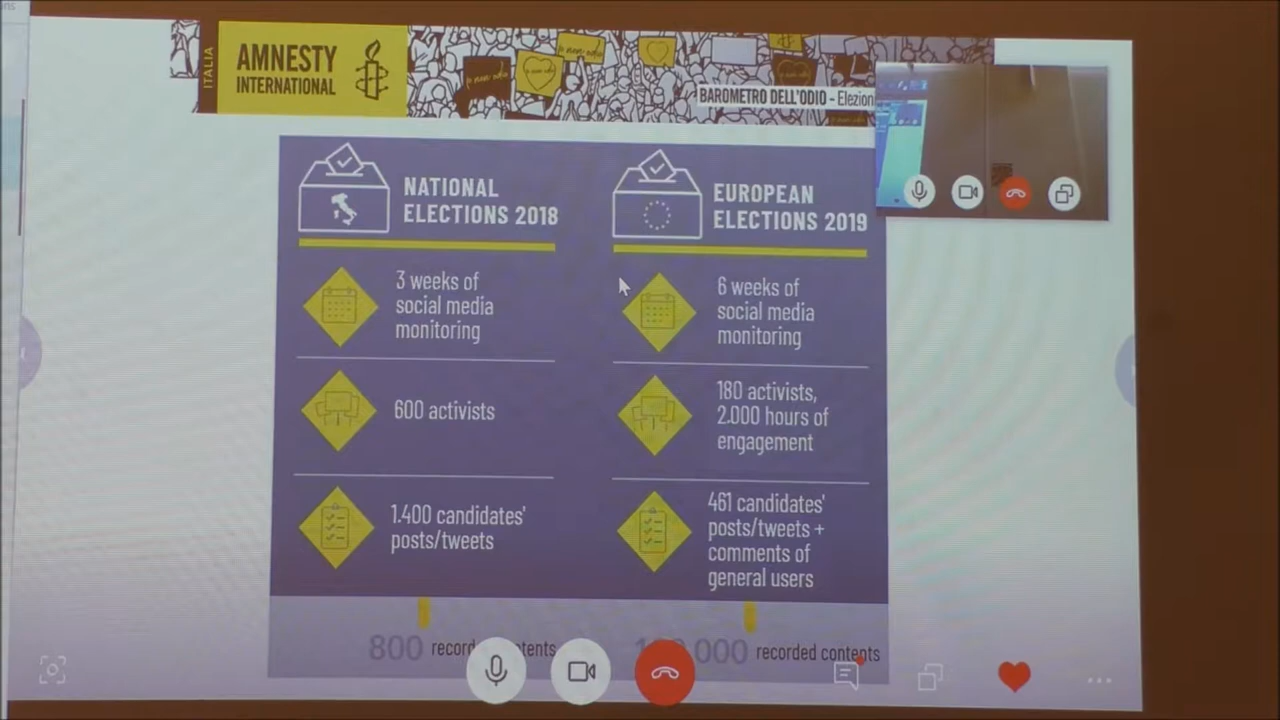 ITALIA
AMNESTY
INTERNATIONAL
BAROMETRO DELL'ODIO - Elezion
NATIONAL
ELECTIONS 2018
3 weeks of
social media
monitoring
600 activists
1.400 candidates'
posts/tweets
800
EUROPEAN
ELECTIONS 2019
6 weeks of
social media
monitoring
180 activists,
2.000 hours of
engagement
461 candidates'
posts/tweets +
comments of
general users
000 recorded contents